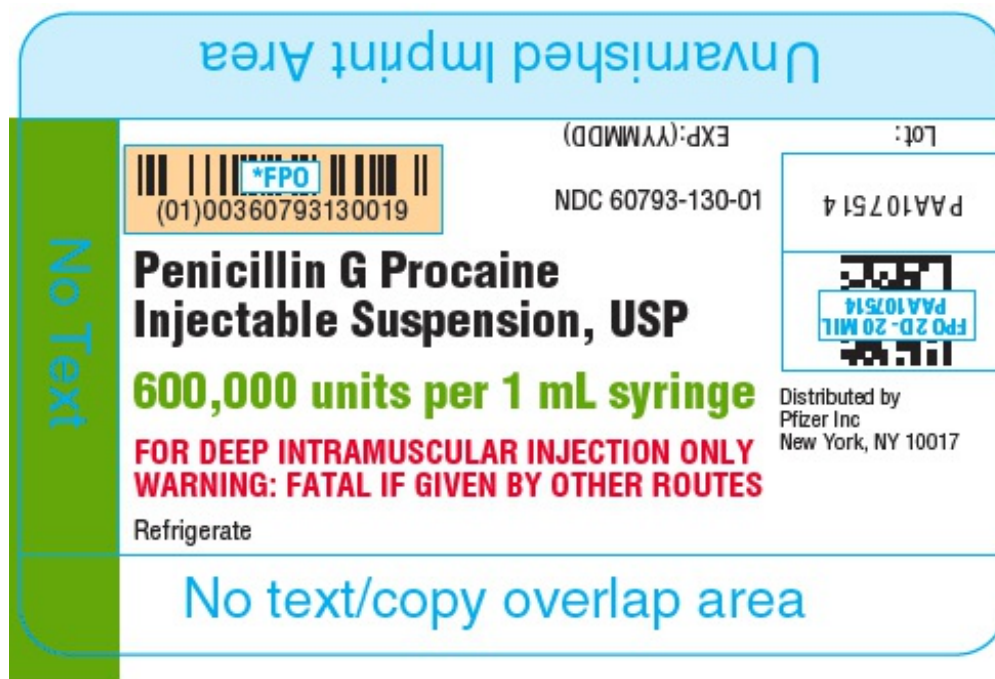 Unvarnished Imprint Area
No Text
*FPO
(01)00360793130019
EXP:(YYMMDD)
Lot:
NDC 60793-130-01
PAA107514
Penicillin G Procaine
Injectable Suspension, USP
FPO 2D- 20 MIL
PAA107514
600,000 units per 1 mL syringe
Distributed by
Pfizer Inc
New York, NY 10017
FOR DEEP INTRAMUSCULAR INJECTION ONLY
WARNING: FATAL IF GIVEN BY OTHER ROUTES
Refrigerate
No text/copy overlap area